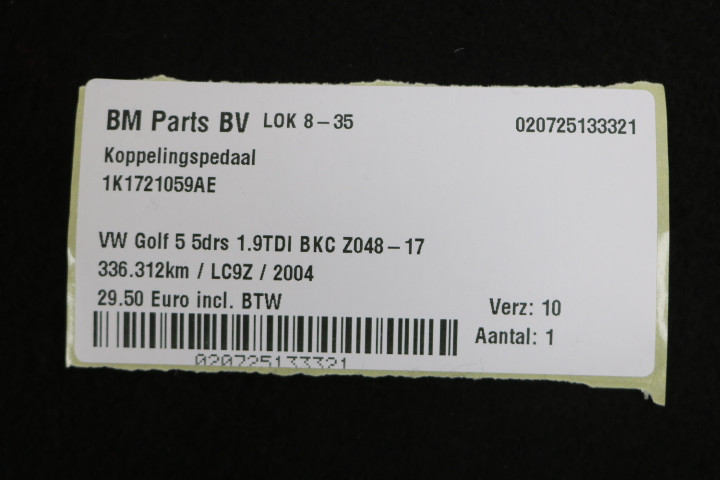 BM Parts BV LOK 8-35 020725133321
Koppelingspedaal
1K1721059AE
VW Golf 5 5drs 1.9TDI BKC Z048-17
336.312km / LC9Z / 2004
29.50 Euro incl. BTW
Verz: 10
Aantal: 1
020725133321